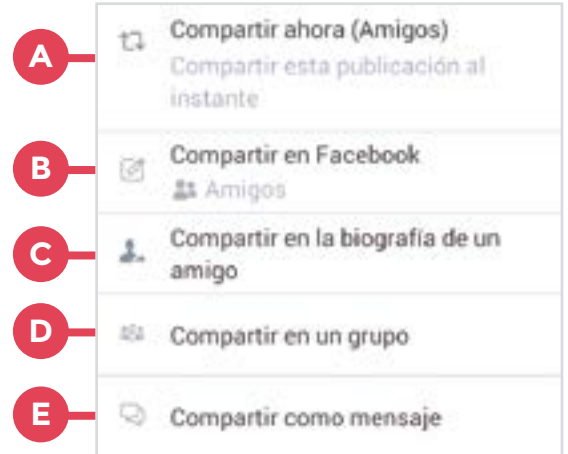 A
Compartir ahora (Amigos)
Compartir esta publicación al
instante
B
Compartir en Facebook
Amigos
C
Compartir en la biografía de un
amigo
D
Compartir en un grupo
E
Compartir como mensaje